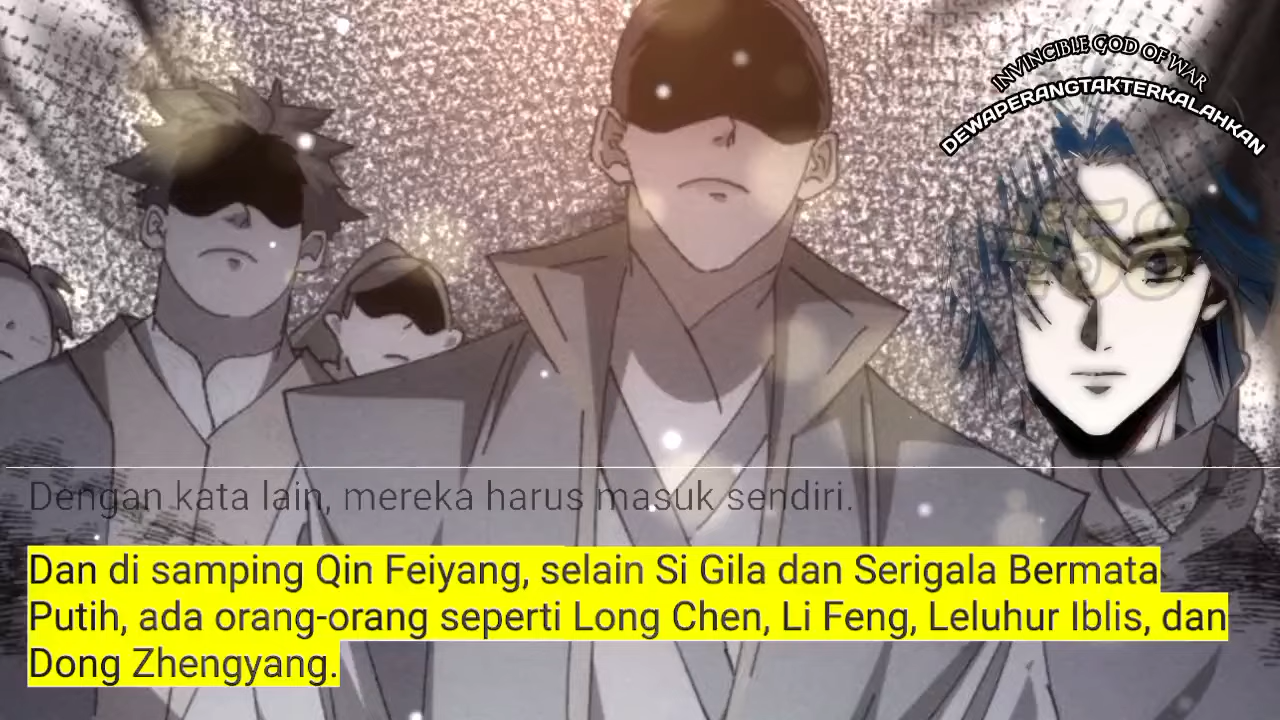 INVINCIBLE GOD OF WAR
DEWAPERANGTAKTERKALAHKAN
Dengan kata lain, mereka harus masuk sendiri.
Dan di samping Qin Feiyang, selain Si Gila dan Serigala Bermata
Putih, ada orang-orang seperti Long Chen, Li Feng, Leluhur Iblis, dan
Dong Zhengyang.